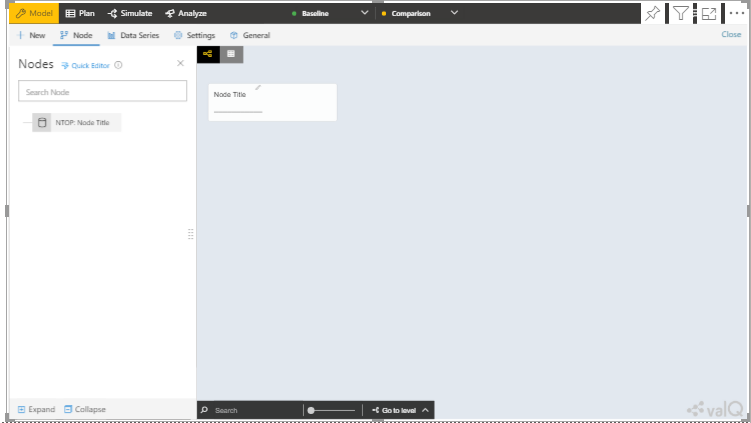 Model Plan Simulate Analyze Baseline Comparison
New Node Data Series Settings General Close
Nodes Quick Editor
Search Node
NTOP: Node Title
Node Title
Expand Collapse
Search Go to level
valQ